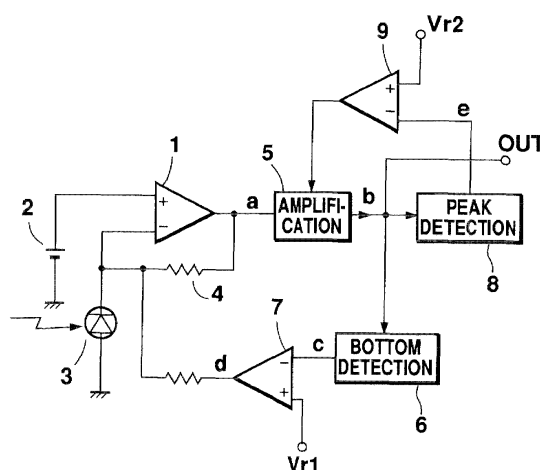 9
Vr2
+
−
e
OUT
1
5
2
+
−
a
AMPLIFI-
CATION
b
PEAK
DETECTION
8
4
3
7
d
−
+
c
BOTTOM
DETECTION
6
Vr1